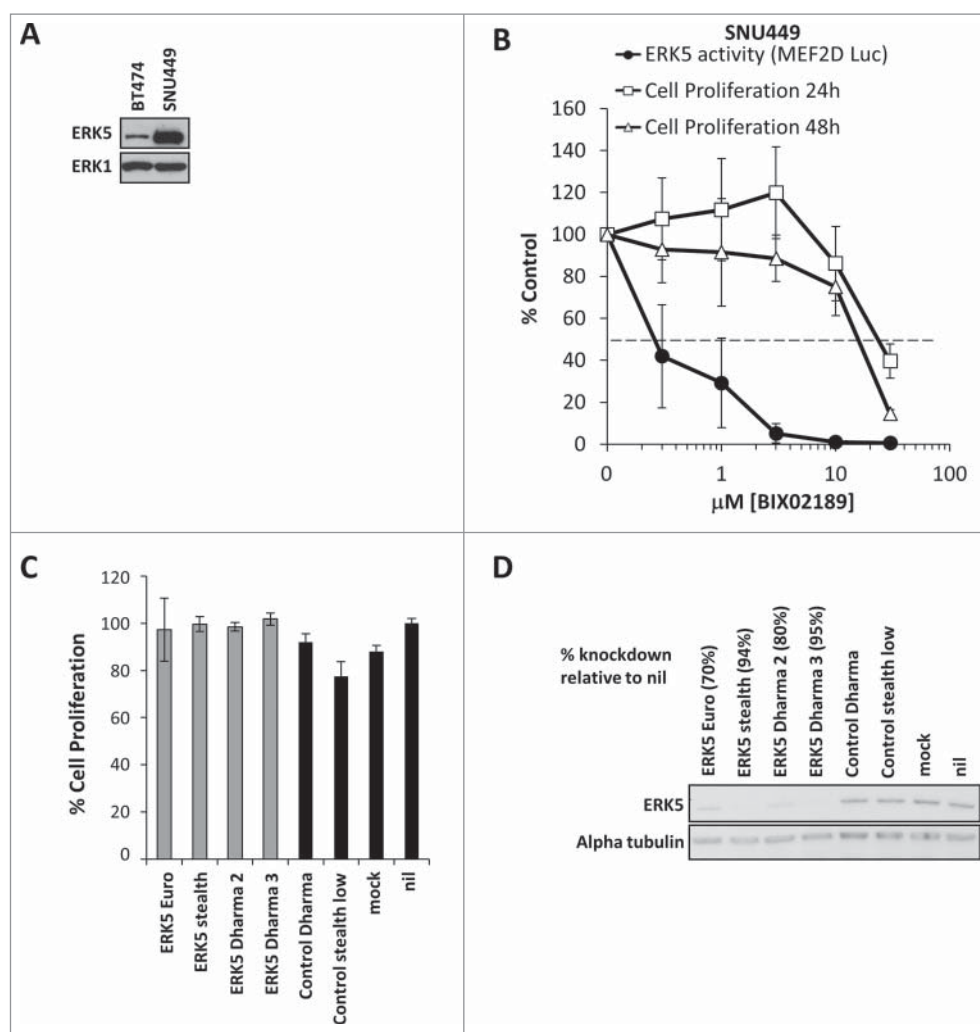 A
BT474
SNU449
ERK5
ERK1
B
SNU449
ERK5 activity (MEF2D Luc)
Cell Proliferation 24h
Cell Proliferation 48h
160
140
120
100
80
60
40
20
0
% Control
0 1 10 100
µM [BIX02189]
C
120
100
80
60
40
20
0
% Cell Proliferation
ERK5 Euro
ERK5 stealth
ERK5 Dharma 2
ERK5 Dharma 3
Control Dharma
Control stealth low
mock
nil
D
% knockdown
relative to nil
ERK5 Euro (70%)
ERK5 stealth (94%)
ERK5 Dharma 2 (80%)
ERK5 Dharma 3 (95%)
Control Dharma
Control stealth low
mock
nil
ERK5
Alpha tubulin